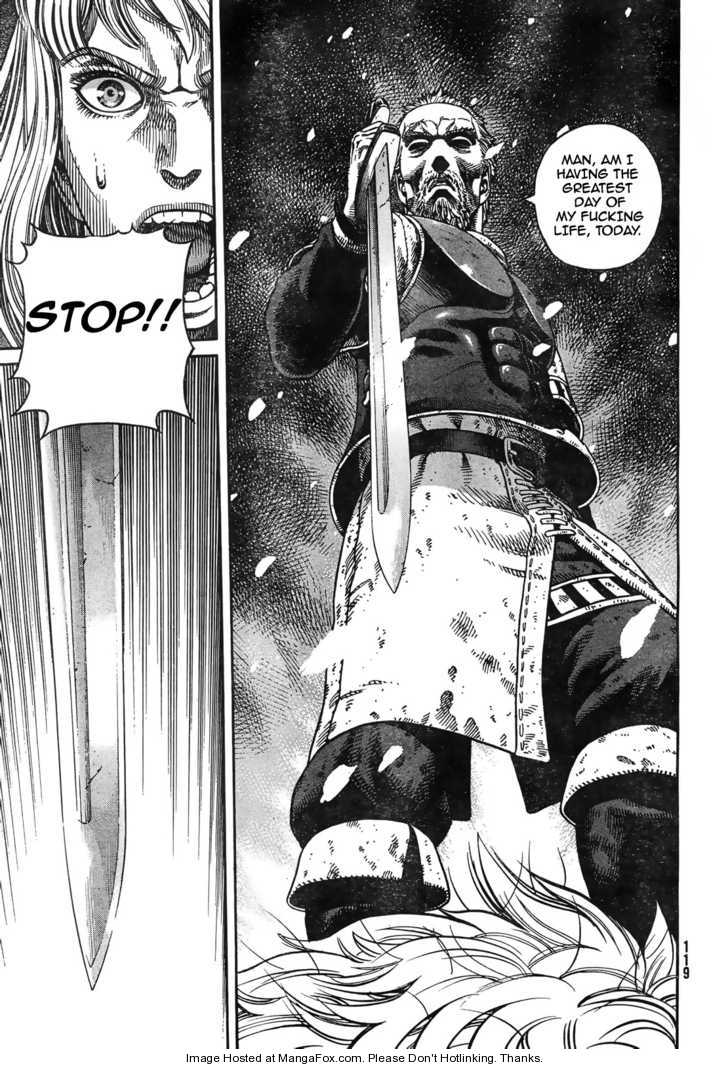 MAN, AM I
HAVING THE
GREATEST
DAY OF
MY FUCKING
LIFE, TODAY.
STOP!!
119
Image Hosted at MangaFox.com. Please Don't Hotlinking. Thanks.